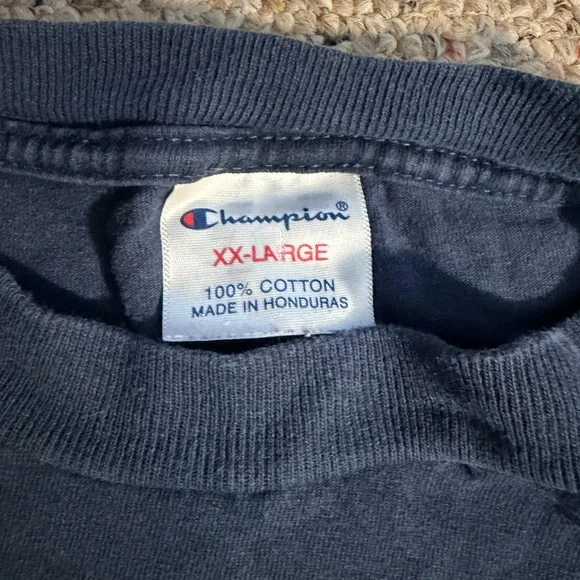 Champion®
XX-LARGE
100% COTTON
MADE IN HONDURAS